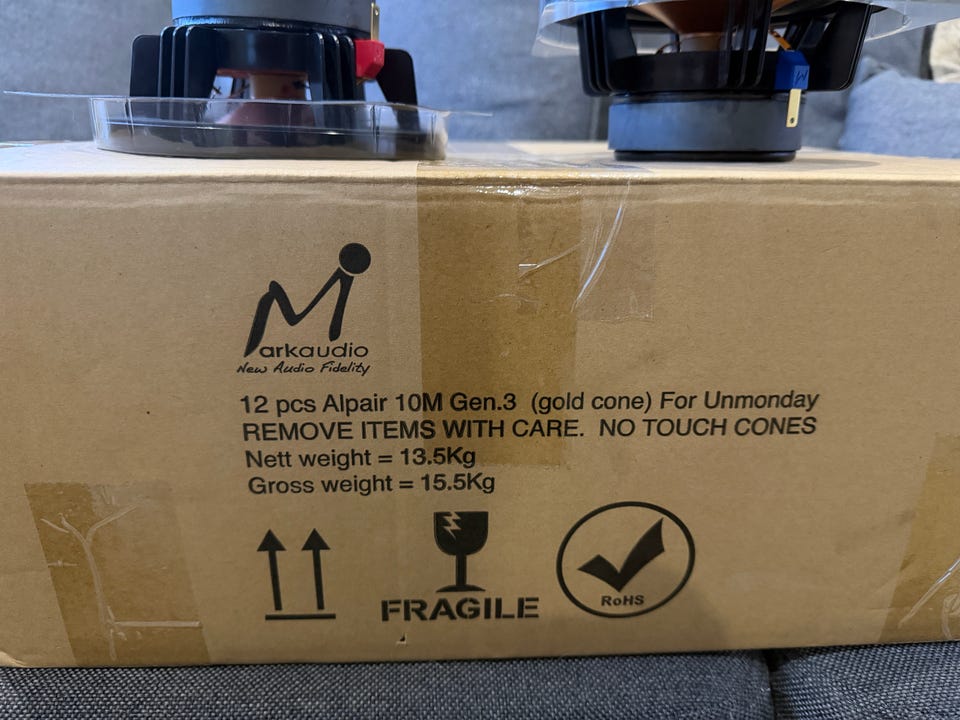 Markaudio
New Audio Fidelity
12 pcs Alpair 10M Gen.3 (gold cone) For Unmonday
REMOVE ITEMS WITH CARE. NO TOUCH CONES
Nett weight = 13.5Kg
Gross weight = 15.5Kg
FRAGILE
RoHS